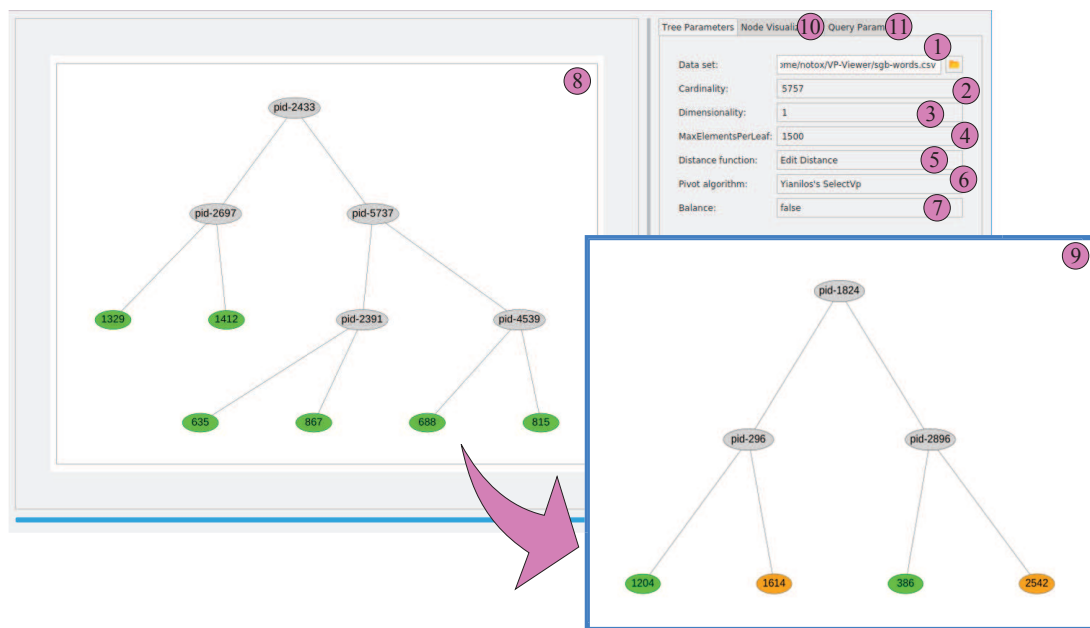 Tree Parameters Node Visualiz 10 Query Param 11
1
Data set: ome/notox/VP-Viewer/sgb-words.csv
Cardinality: 5757 2
Dimensionality: 1 3
MaxElementsPerLeaf: 1500 4
Distance function: Edit Distance 5
Pivot algorithm: Yianilos's SelectVp 6
Balance: false 7
8
pid-2433
pid-2697 pid-5737
1329 1412 pid-2391 pid-4539
635 867 688 815
9
pid-1824
pid-296 pid-2896
1204 1614 386 2542